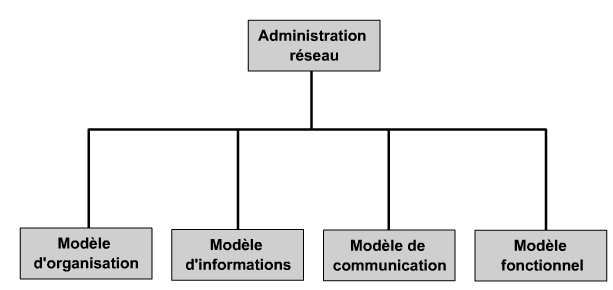 Administration
réseau
Modèle
d'organisation
Modèle
d'informations
Modèle de
communication
Modèle
fonctionnel